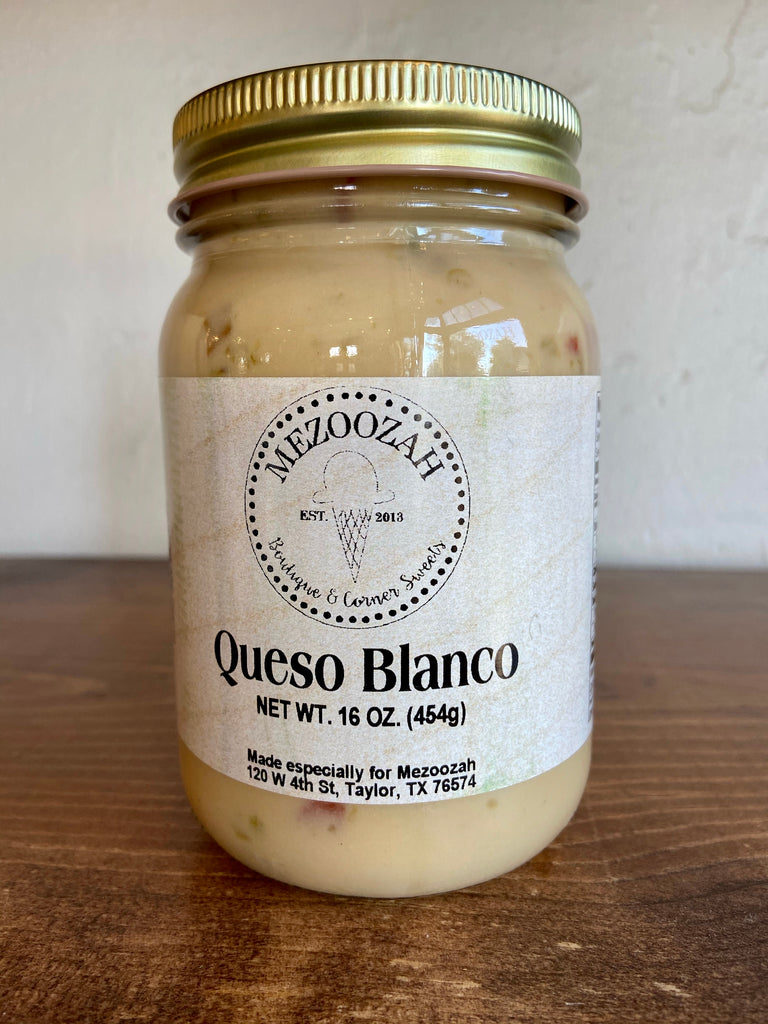 MEZOOZAH
EST. 2013
Boutique & Corner Sweets
Queso Blanco
NET WT. 16 OZ. (454g)
Made especially for Mezoozah
120 W 4th St, Taylor, TX 76574